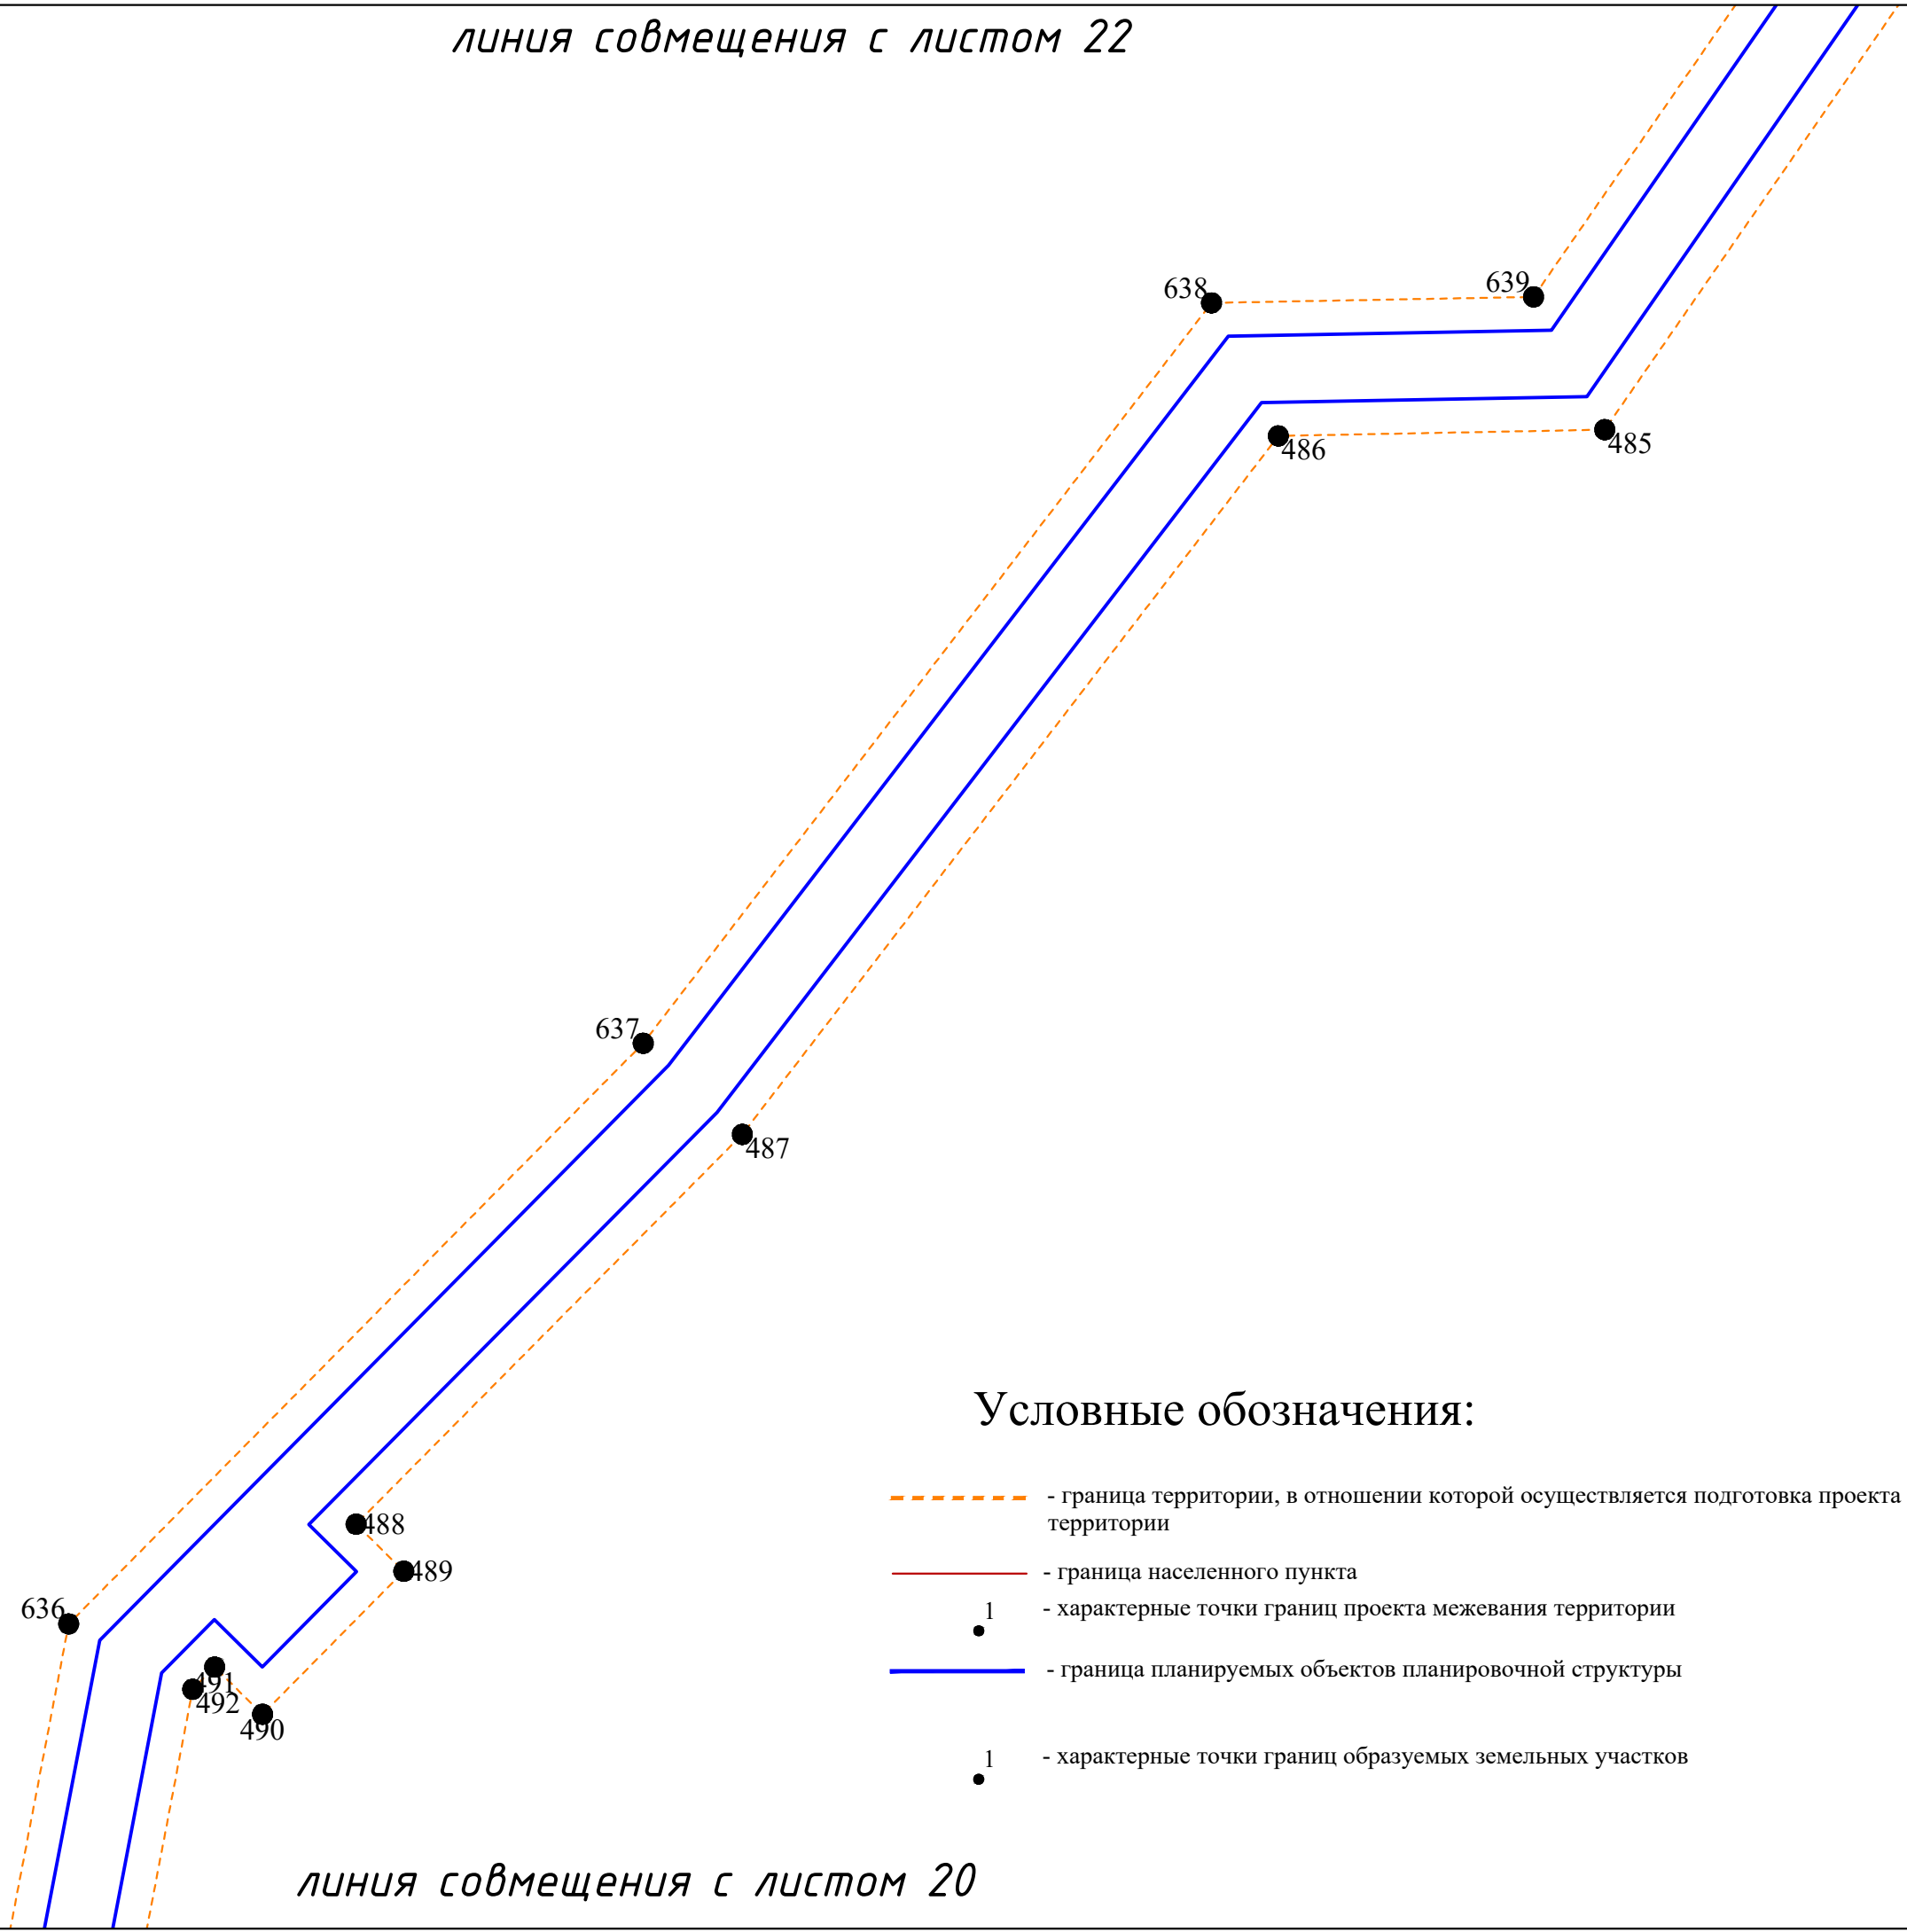 линия совмещения с листом 22
638
639
486
485
637
487
488
489
636
491
492
490
Условные обозначения:
- граница территории, в отношении которой осуществляется подготовка проекта
территории
- граница населенного пункта
1 - характерные точки границ проекта межевания территории
- граница планируемых объектов планировочной структуры
1 - характерные точки границ образуемых земельных участков
линия совмещения с листом 20